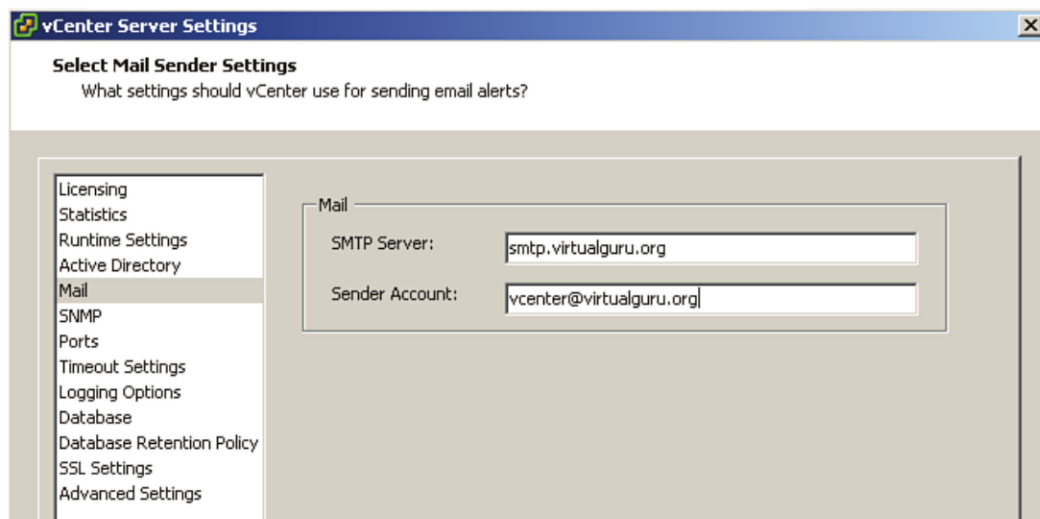 vCenter Server Settings
Select Mail Sender Settings
What settings should vCenter use for sending email alerts?
Licensing
Statistics
Runtime Settings
Active Directory
Mail
SNMP
Ports
Timeout Settings
Logging Options
Database
Database Retention Policy
SSL Settings
Advanced Settings
Mail
SMTP Server: smtp.virtualguru.org
Sender Account: vcenter@virtualguru.org